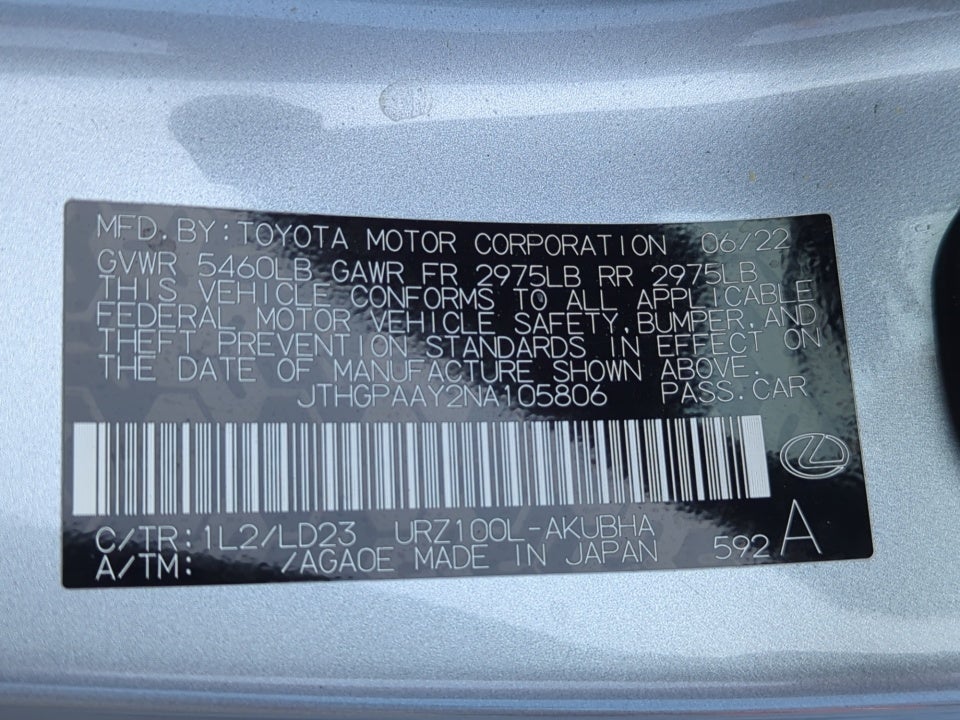 MFD. BY: TOYOTA MOTOR CORPORATION 06/22
GVWR 5460LB GAWR FR 2975LB RR 2975LB
THIS VEHICLE CONFORMS TO ALL APPLICABLE
FEDERAL MOTOR VEHICLE SAFETY, BUMPER, AND
THEFT PREVENTION STANDARDS IN EFFECT ON
THE DATE OF MANUFACTURE SHOWN ABOVE.
JTHGPAAY2NA105806 PASS. CAR
C/TR: 1L2/LD23 URZ100L-AKUBHA
A/TM: /AGA0E MADE IN JAPAN 592 A